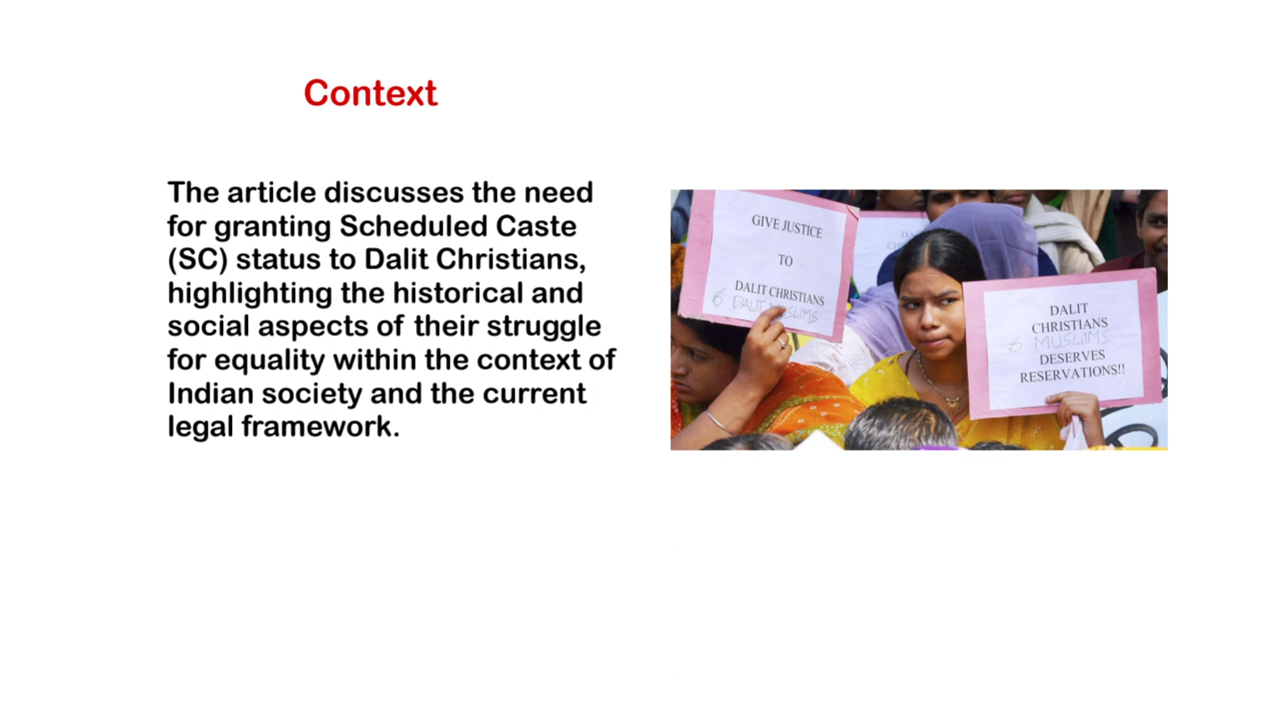 Context
The article discusses the need
for granting Scheduled Caste
(SC) status to Dalit Christians,
highlighting the historical and
social aspects of their struggle
for equality within the context of
Indian society and the current
legal framework.
GIVE JUSTICE
TO
DALIT CHRISTIANS
& DALIT MUSLIMS
DALIT
CHRISTIANS
& MUSLIMS
DESERVES
RESERVATIONS!!